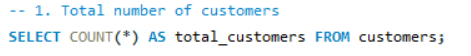 -- 1. Total number of customers
SELECT COUNT(*) AS total_customers FROM customers;